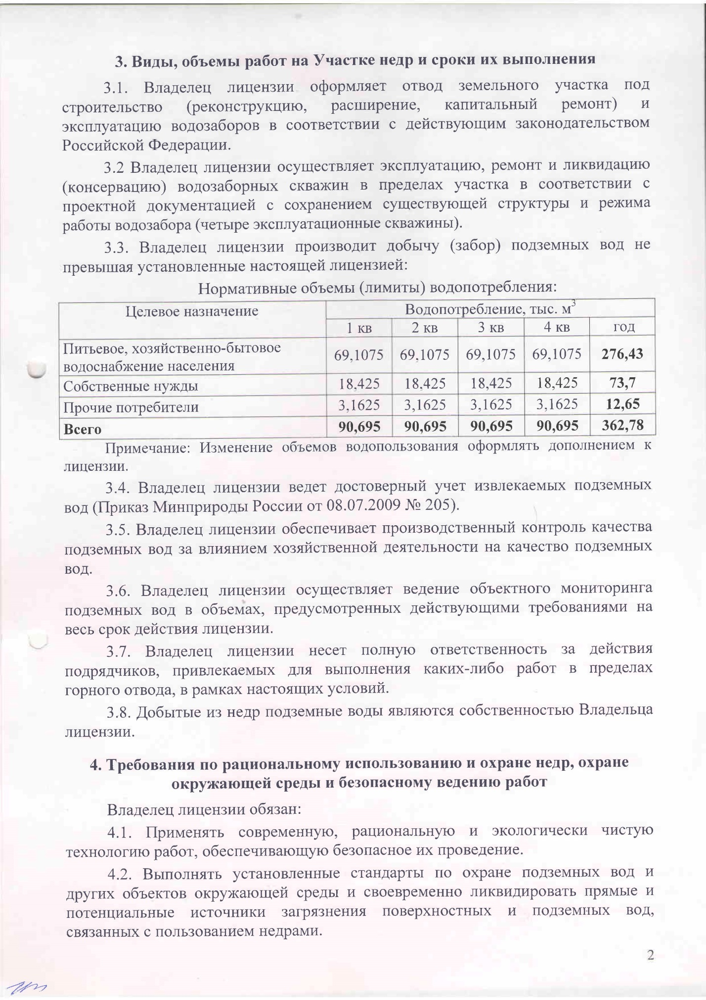 3. Виды, объемы работ на Участке недр и сроки их выполнения
3.1. Владелец лицензии оформляет отвод земельного участка под
строительство (реконструкцию, расширение, капитальный ремонт) и
эксплуатацию водозаборов в соответствии с действующим законодательством
Российской Федерации.
3.2 Владелец лицензии осуществляет эксплуатацию, ремонт и ликвидацию
(консервацию) водозаборных скважин в пределах участка в соответствии с
проектной документацией с сохранением существующей структуры и режима
работы водозабора (четыре эксплуатационные скважины).
3.3. Владелец лицензии производит добычу (забор) подземных вод не
превышая установленные настоящей лицензией:
Нормативные объемы (лимиты) водопотребления:
Целевое назначение Водопотребление, тыс. м³
1 кв 2 кв 3 кв 4 кв год
Питьевое, хозяйственно-бытовое
водоснабжение населения 69,1075 69,1075 69,1075 69,1075 276,43
Собственные нужды 18,425 18,425 18,425 18,425 73,7
Прочие потребители 3,1625 3,1625 3,1625 3,1625 12,65
Всего 90,695 90,695 90,695 90,695 362,78
Примечание: Изменение объемов водопользования оформлять дополнением к
лицензии.
3.4. Владелец лицензии ведет достоверный учет извлекаемых подземных
вод (Приказ Минприроды России от 08.07.2009 № 205).
3.5. Владелец лицензии обеспечивает производственный контроль качества
подземных вод за влиянием хозяйственной деятельности на качество подземных
вод.
3.6. Владелец лицензии осуществляет ведение объектного мониторинга
подземных вод в объемах, предусмотренных действующими требованиями на
весь срок действия лицензии.
3.7. Владелец лицензии несет полную ответственность за действия
подрядчиков, привлекаемых для выполнения каких-либо работ в пределах
горного отвода, в рамках настоящих условий.
3.8. Добытые из недр подземные воды являются собственностью Владельца
лицензии.
4. Требования по рациональному использованию и охране недр, охране
окружающей среды и безопасному ведению работ
Владелец лицензии обязан:
4.1. Применять современную, рациональную и экологически чистую
технологию работ, обеспечивающую безопасное их проведение.
4.2. Выполнять установленные стандарты по охране подземных вод и
других объектов окружающей среды и своевременно ликвидировать прямые и
потенциальные источники загрязнения поверхностных и подземных вод,
связанных с пользованием недрами.
2